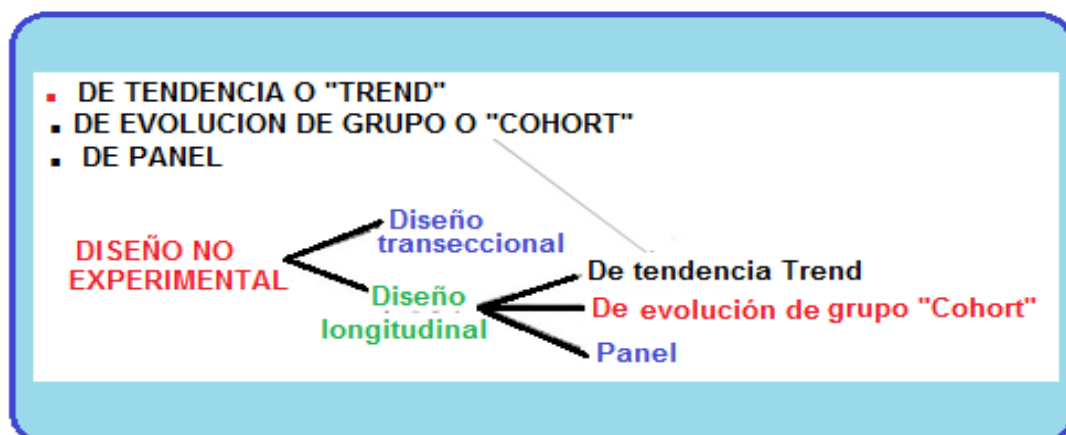 DE TENDENCIA O "TREND"
DE EVOLUCION DE GRUPO O "COHORT"
DE PANEL
DISEÑO NO
EXPERIMENTAL
Diseño
transeccional
Diseño
longitudinal
De tendencia Trend
De evolución de grupo "Cohort"
Panel